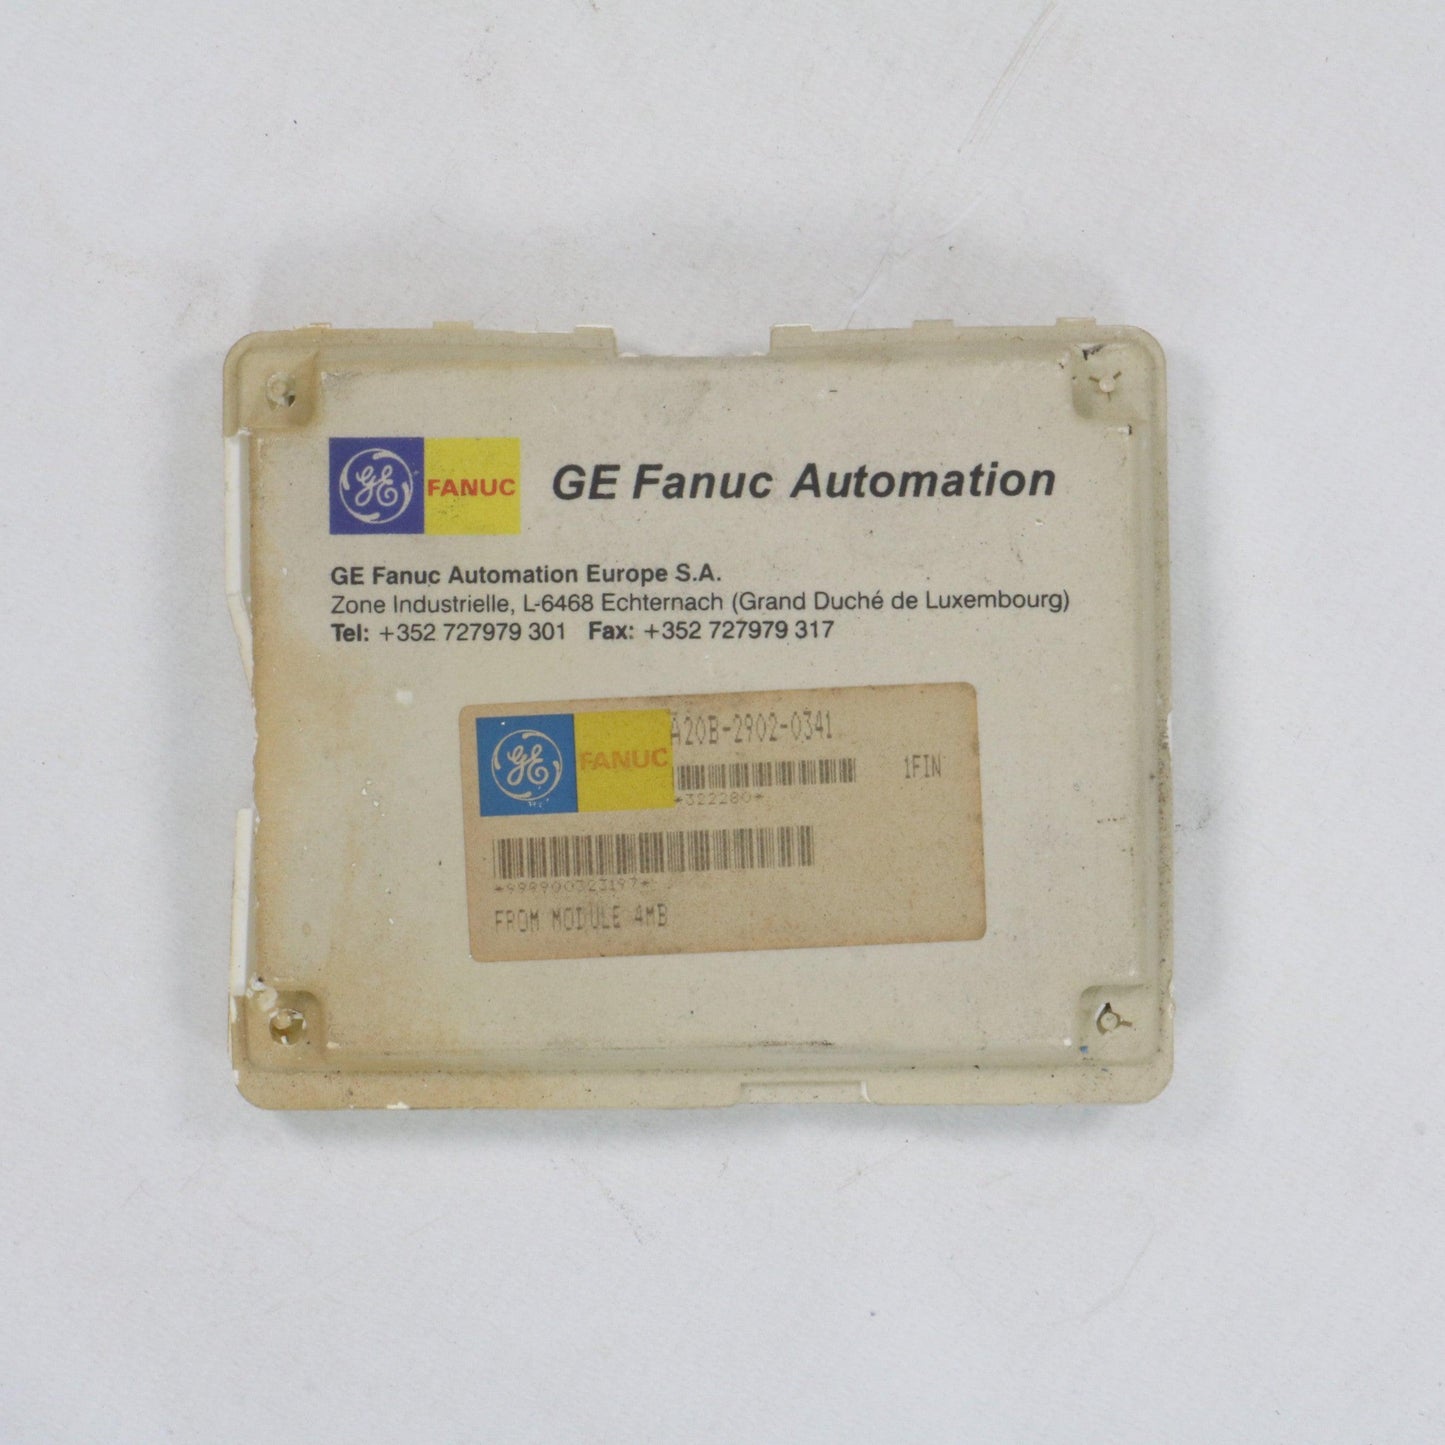 GE FANUC GE Fanuc Automation
GE Fanuc Automation Europe S.A.
Zone Industrielle, L-6468 Echternach (Grand Duché de Luxembourg)
Tel: +352 727979 301 Fax: +352 727979 317
GE FANUC A20B-2902-0341
1FIN
*322280*
*999900323197*
FROM MODULE 4MB